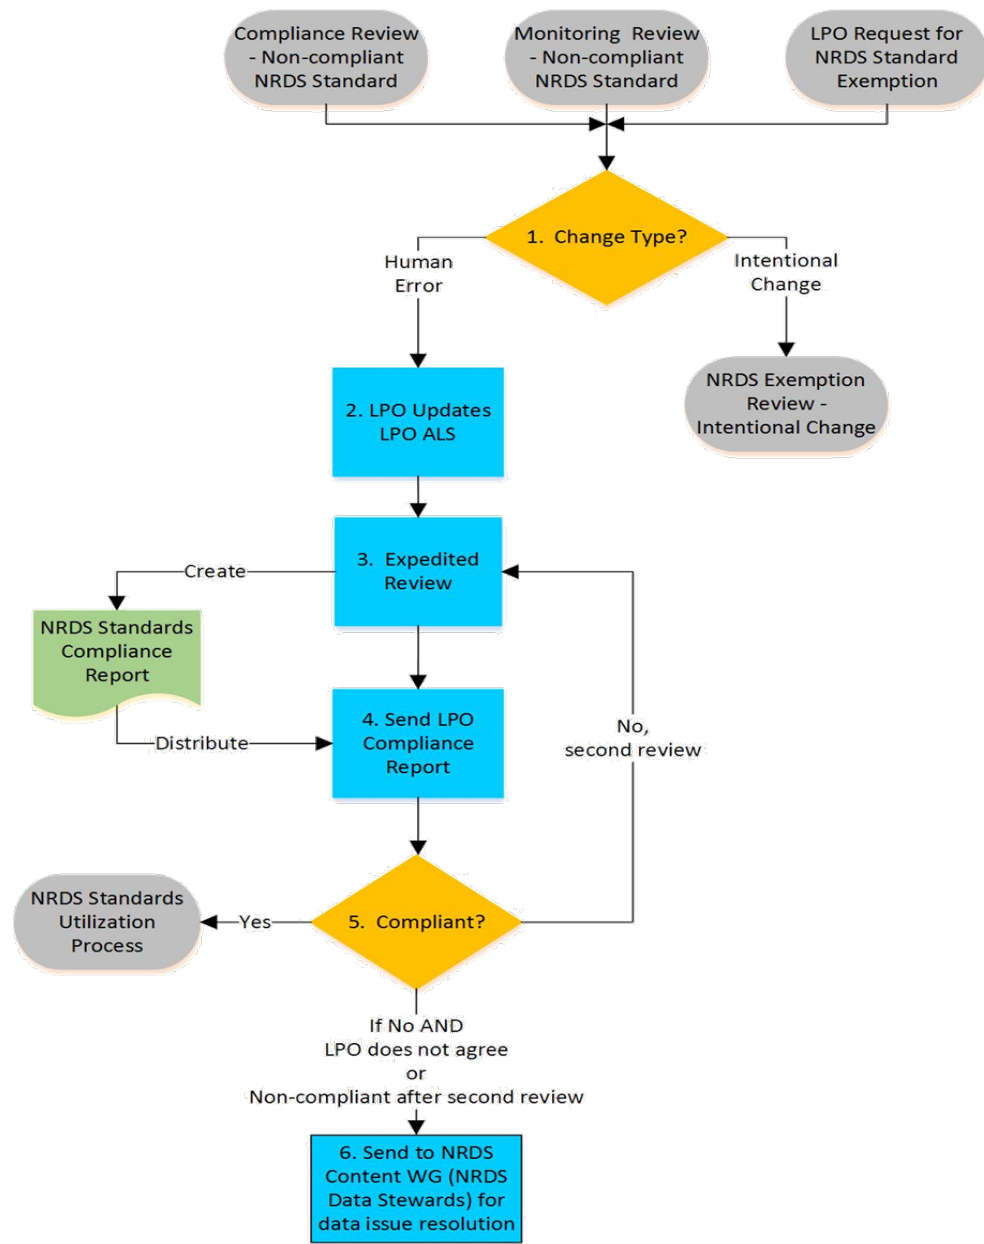 Compliance Review
- Non-compliant
NRDS Standard
Monitoring Review
- Non-compliant
NRDS Standard
LPO Request for
NRDS Standard
Exemption
1. Change Type?
Human
Error
Intentional
Change
NRDS Exemption
Review -
Intentional Change
2. LPO Updates
LPO ALS
3. Expedited
Review
Create
NRDS Standards
Compliance
Report
4. Send LPO
Compliance
Report
Distribute
No,
second review
5. Compliant?
Yes
NRDS Standards
Utilization
Process
If No AND
LPO does not agree
or
Non-compliant after second review
6. Send to NRDS
Content WG (NRDS
Data Stewards) for
data issue resolution